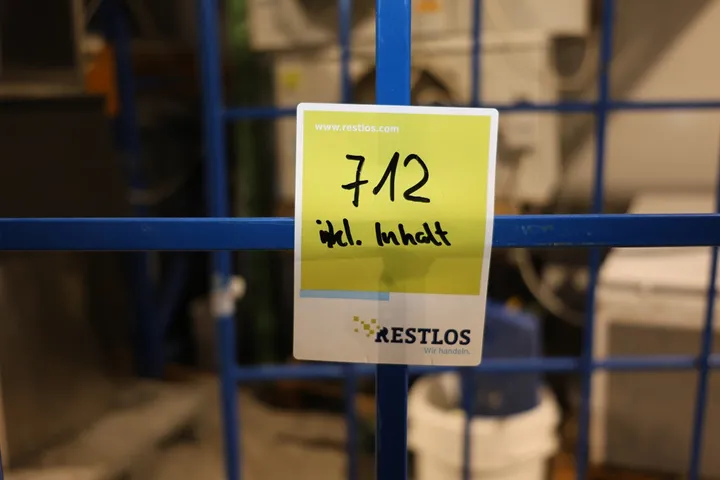 www.restlos.com
712
inkl. Inhalt
RESTLOS
Wir handeln.